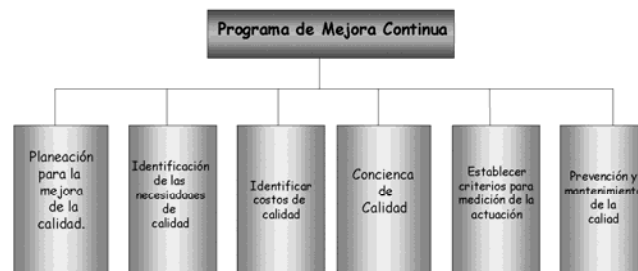 Programa de Mejora Continua
Planeación
para la
mejora
de la
calidad.
Identificación
de las
necesidades
de
calidad
Identificar
costos de
calidad
Concienca
de
Calidad
Establecer
criterios para
medición de la
actuación
Prevención y
mantenimiento
de la
caliad